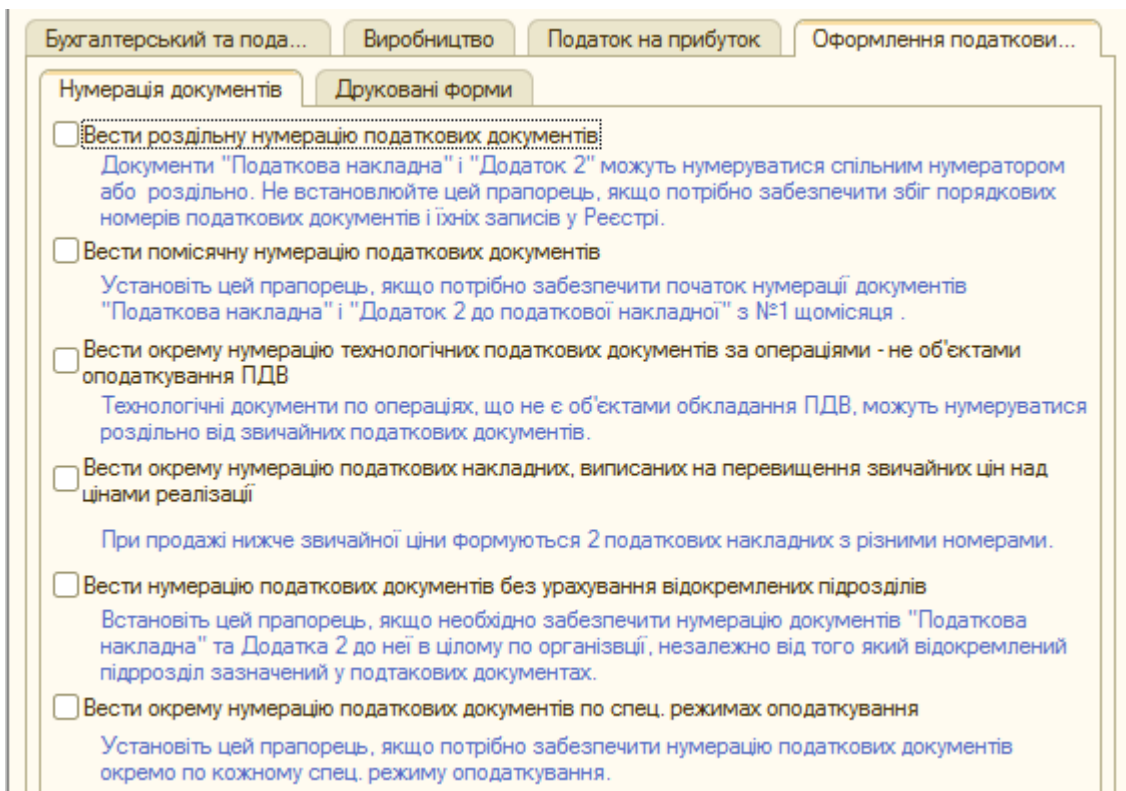 Бухгалтерський та пода...
Виробництво
Податок на прибуток
Оформлення податкови...
Нумерація документів
Друковані форми
Вести роздільну нумерацію податкових документів
Документи "Податкова накладна" і "Додаток 2" можуть нумеруватися спільним нумератором
або роздільно. Не встановлюйте цей прапорець, якщо потрібно забезпечити збіг порядкових
номерів податкових документів і їхніх записів у Реєстрі.
Вести помісячну нумерацію податкових документів
Установіть цей прапорець, якщо потрібно забезпечити початок нумерації документів
"Податкова накладна" і "Додаток 2 до податкової накладної" з №1 щомісяця .
Вести окрему нумерацію технологічних податкових документів за операціями - не об'єктами
оподаткування ПДВ
Технологічні документи по операціях, що не є об'єктами обкладання ПДВ, можуть нумеруватися
роздільно від звичайних податкових документів.
Вести окрему нумерацію податкових накладних, виписаних на перевищення звичайних цін над
цінами реалізації
При продажі нижче звичайної ціни формуються 2 податкових накладних з різними номерами.
Вести нумерацію податкових документів без урахування відокремлених підрозділів
Встановіть цей прапорець, якщо необхідно забезпечити нумерацію документів "Податкова
накладна" та Додатка 2 до неї в цілому по організвції, незалежно від того який відокремлений
підррозділ зазначений у подтакових документах.
Вести окрему нумерацію податкових документів по спец. режимах оподаткування
Установіть цей прапорець, якщо потрібно забезпечити нумерацію податкових документів
окремо по кожному спец. режиму оподаткування.